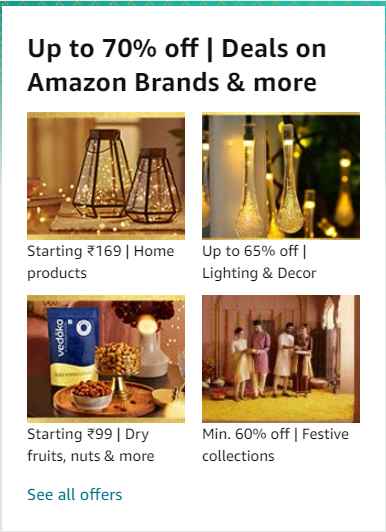 Up to 70% off | Deals on
Amazon Brands & more
Starting ₹169 | Home
products
Up to 65% off |
Lighting & Decor
vedaka
Starting ₹99 | Dry
fruits, nuts & more
Min. 60% off | Festive
collections
See all offers